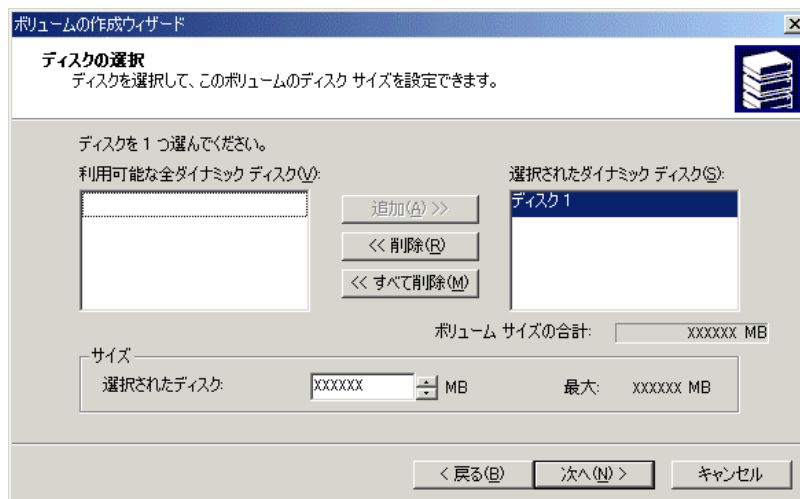 ボリュームの作成ウィザード
ディスクの選択
ディスクを選択して、このボリュームのディスク サイズを設定できます。
ディスクを 1 つ選んでください。
利用可能な全ダイナミック ディスク(V):
選択されたダイナミック ディスク(S):
ディスク 1
追加(A) >>
<< 削除(R)
<< すべて削除(M)
ボリューム サイズの合計: XXXXXX MB
サイズ
選択されたディスク: XXXXXX MB 最大: XXXXXX MB
< 戻る(B) 次へ(N) > キャンセル